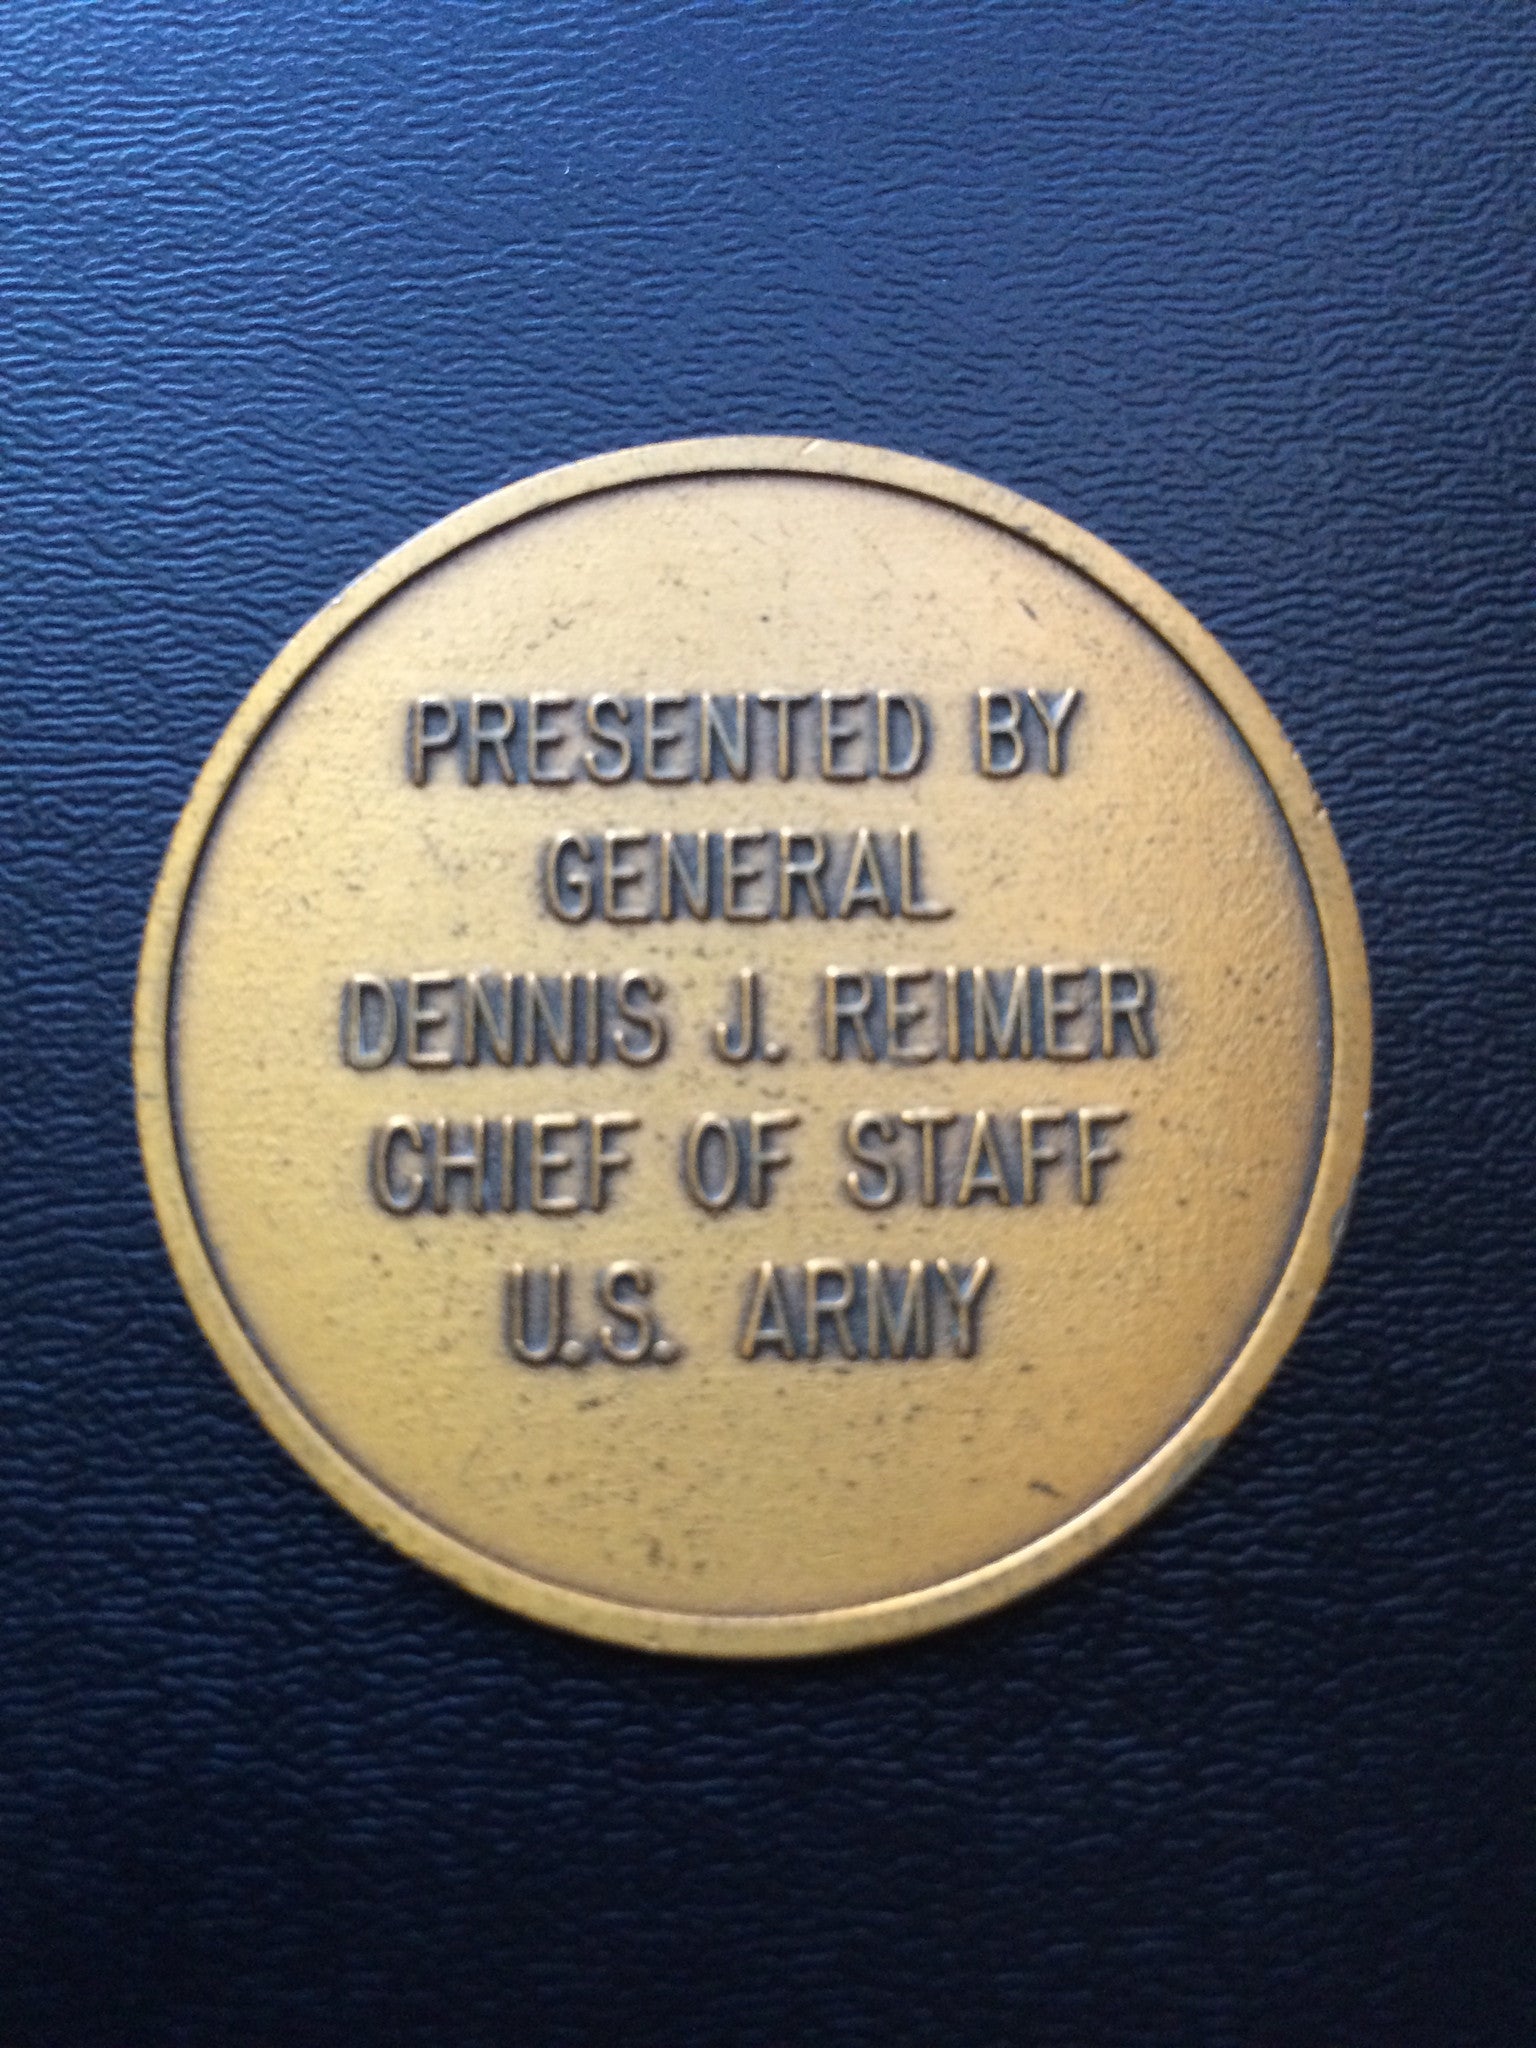 PRESENTED BY
GENERAL
DENNIS J. REIMER
CHIEF OF STAFF
U.S. ARMY